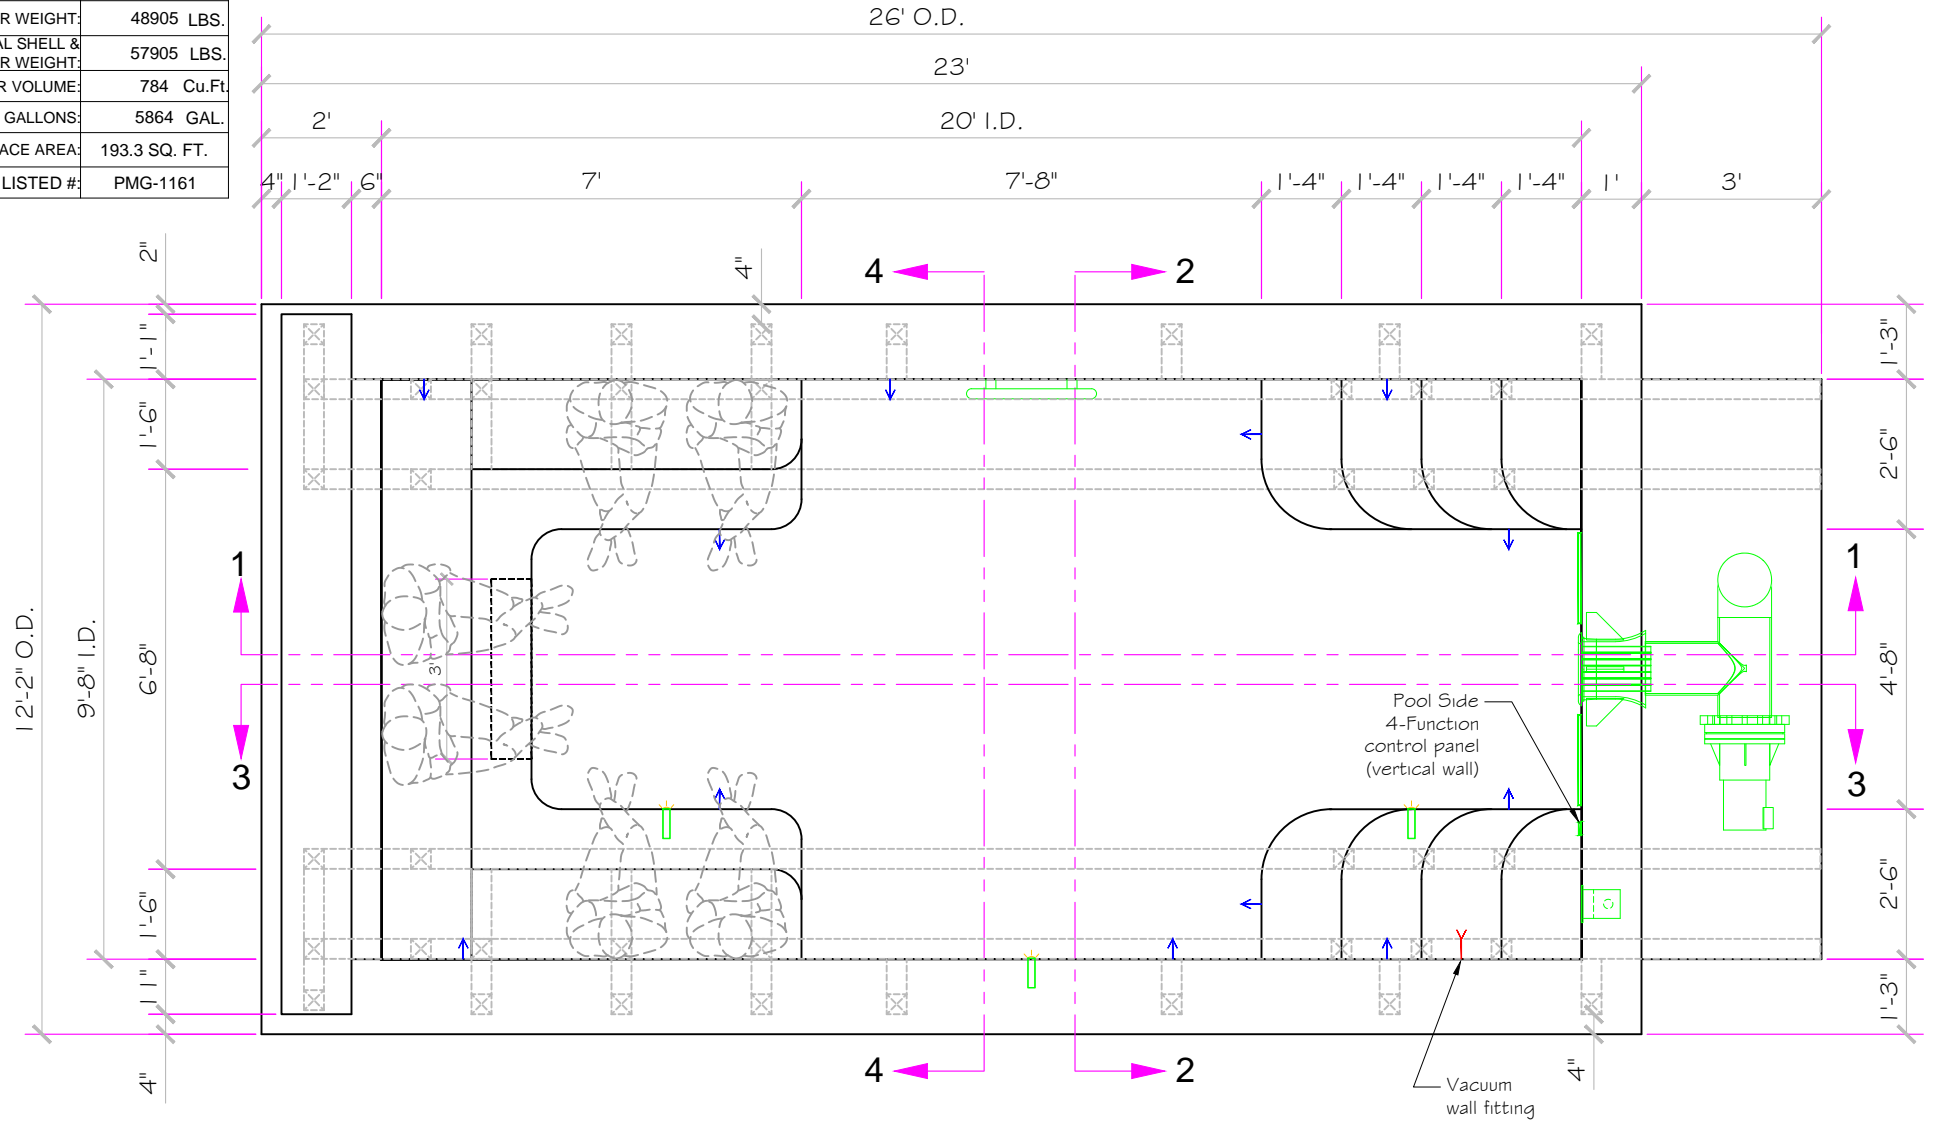 R WEIGHT: 48905 LBS.
AL SHELL &
R WEIGHT: 57905 LBS.
R VOLUME: 784 Cu.Ft.
GALLONS: 5864 GAL.
ACE AREA: 193.3 SQ. FT.
LISTED #: PMG-1161
26' O.D.
23'
2' 20' I.D.
4" 1'-2" 6" 7' 7'-8" 1'-4" 1'-4" 1'-4" 1'-4" 1' 3'
2"
4"
4 2
1'-1"
1'-3"
1'-6"
2'-6"
1 1
12'-2" O.D.
9'-8" I.D.
6'-8"
3'
4'-8"
Pool Side
4-Function
control panel
(vertical wall)
3 3
1'-6"
2'-6"
11"
1'-3"
4"
4 2
4"
Vacuum
wall fitting